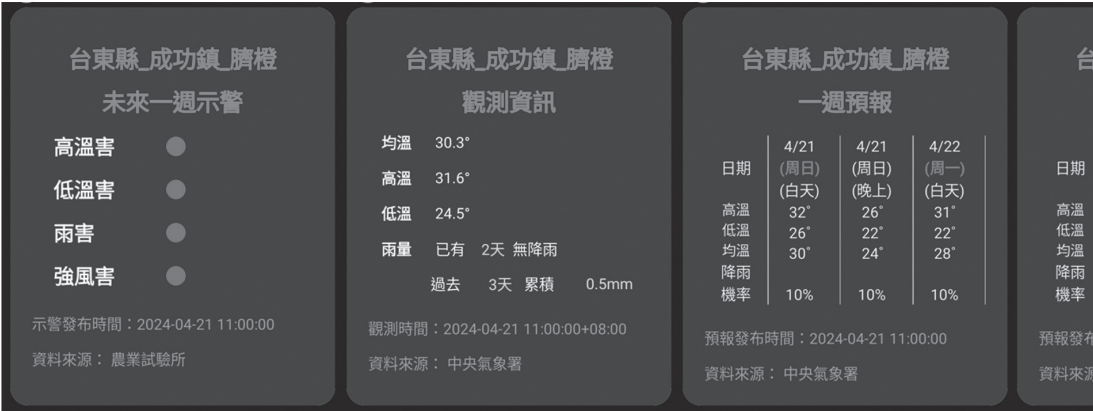 台東縣_成功鎮_臍橙
未來一週示警
高溫害
低溫害
雨害
強風害
示警發布時間：2024-04-21 11:00:00
資料來源： 農業試驗所
台東縣_成功鎮_臍橙
觀測資訊
均溫 30.3°
高溫 31.6°
低溫 24.5°
雨量 已有 2天 無降雨
過去 3天 累積 0.5mm
觀測時間：2024-04-21 11:00:00+08:00
資料來源： 中央氣象署
台東縣_成功鎮_臍橙
一週預報
4/21 4/21 4/22
日期 (周日) (周日) (周一)
(白天) (晚上) (白天)
高溫 32° 26° 31°
低溫 26° 22° 22°
均溫 30° 24° 28°
降雨
機率 10% 10% 10%
預報發布時間：2024-04-21 11:00:00
資料來源： 中央氣象署
台
日期
高溫
低溫
均溫
降雨
機率
預報發布
資料來源